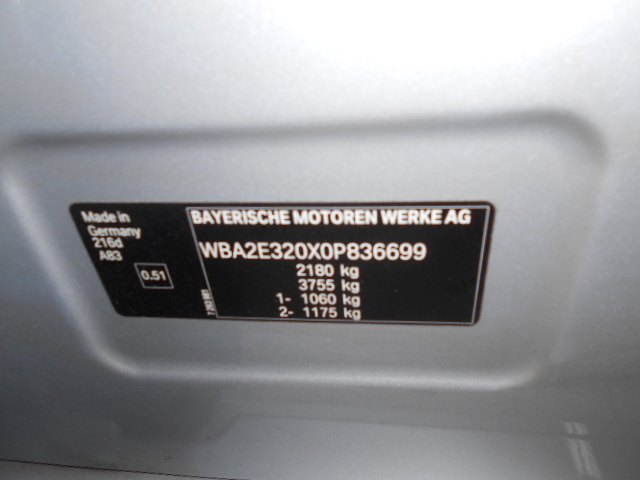 Made in
Germany
216d
A83
0.51
BAYERISCHE MOTOREN WERKE AG
WBA2E320X0P836699
2180 kg
3755 kg
1- 1060 kg
2- 1175 kg